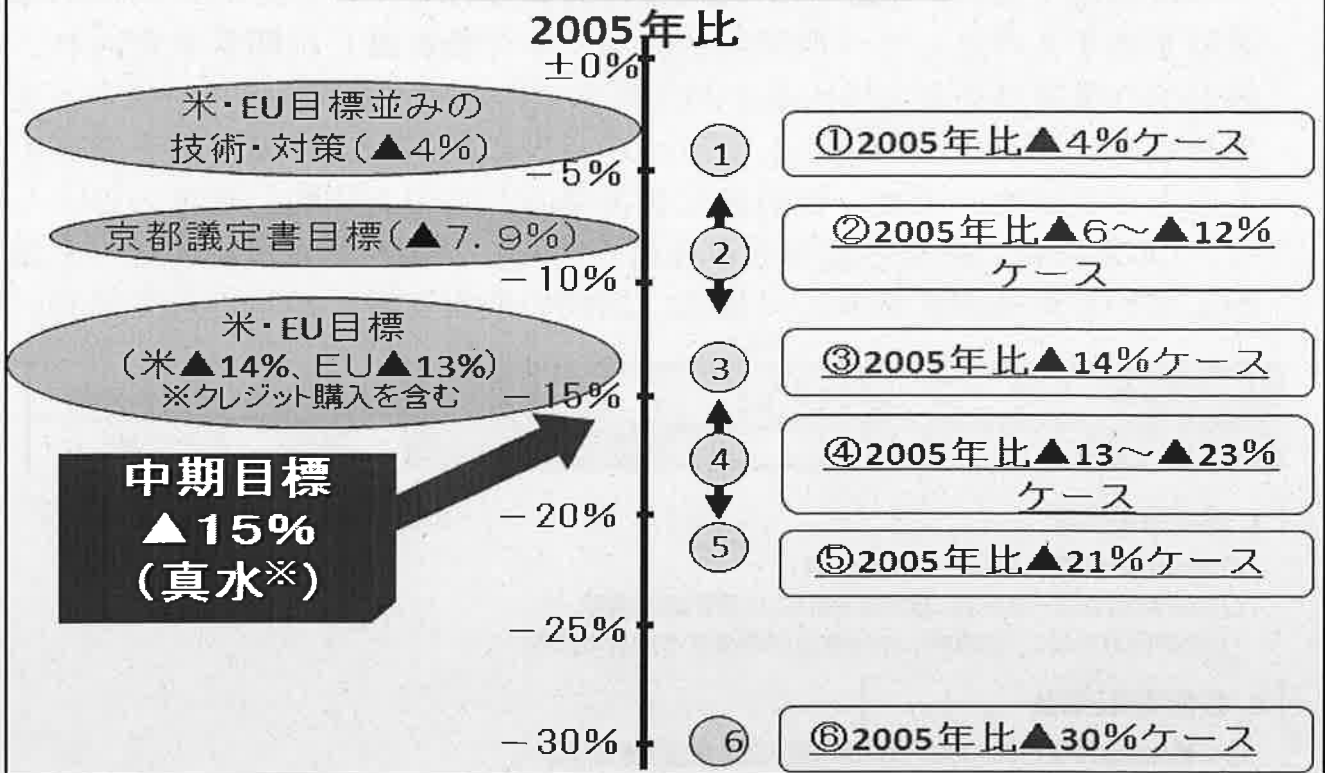 2005年比
±0%
－5%
－10%
－15%
－20%
－25%
－30%
米・EU目標並みの
技術・対策(▲4%)
京都議定書目標(▲7.9%)
米・EU目標
(米▲14%、EU▲13%)
※クレジット購入を含む
中期目標
▲15%
(真水※)
1
2
3
4
5
6
①2005年比▲4%ケース
②2005年比▲6～▲12%
ケース
③2005年比▲14%ケース
④2005年比▲13～▲23%
ケース
⑤2005年比▲21%ケース
⑥2005年比▲30%ケース